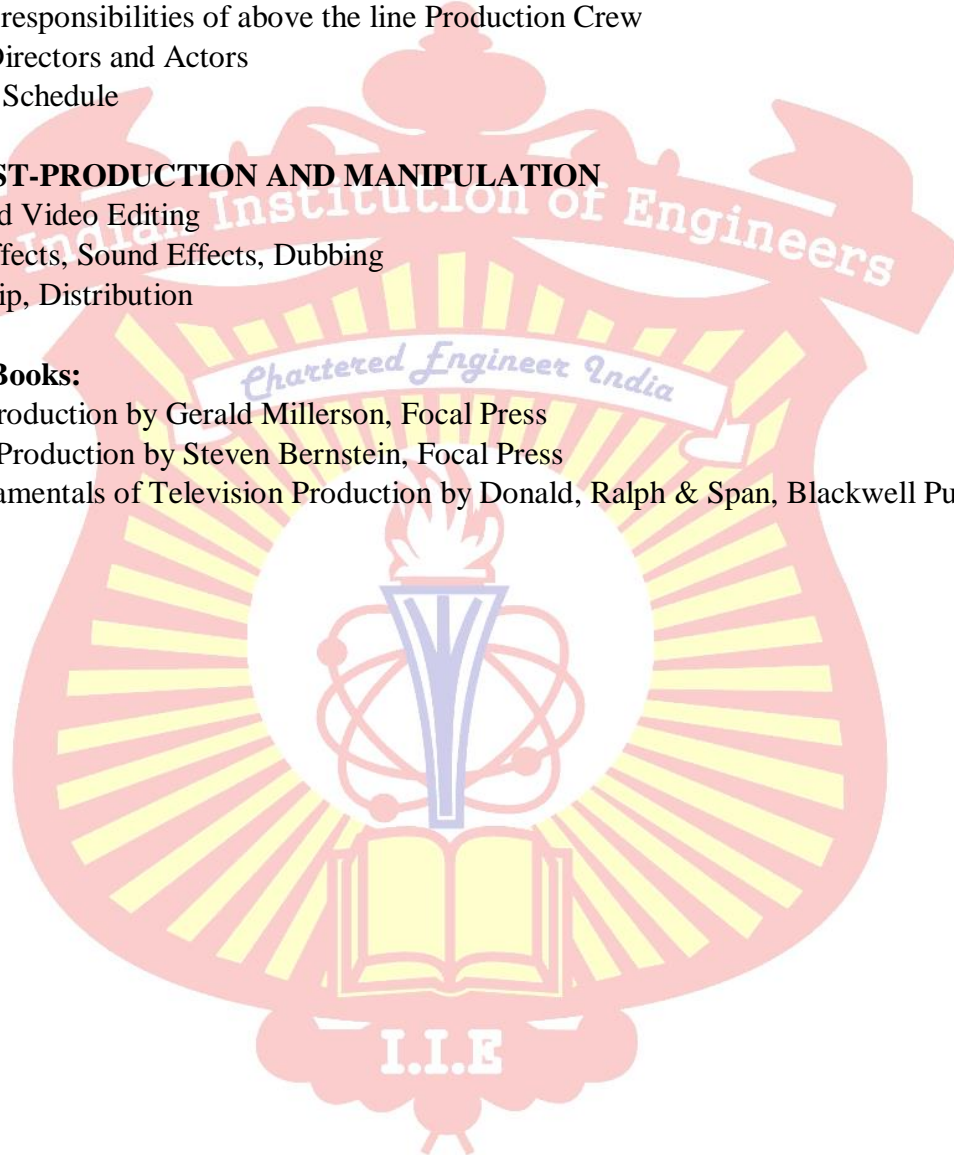 responsibilities of above the line Production Crew
Directors and Actors
Schedule
ST-PRODUCTION AND MANIPULATION
d Video Editing
ffects, Sound Effects, Dubbing
ip, Distribution
Books:
roduction by Gerald Millerson, Focal Press
Production by Steven Bernstein, Focal Press
amentals of Television Production by Donald, Ralph & Span, Blackwell Pu
Indian Institution of Engineers
Chartered Engineer India
I.I.E